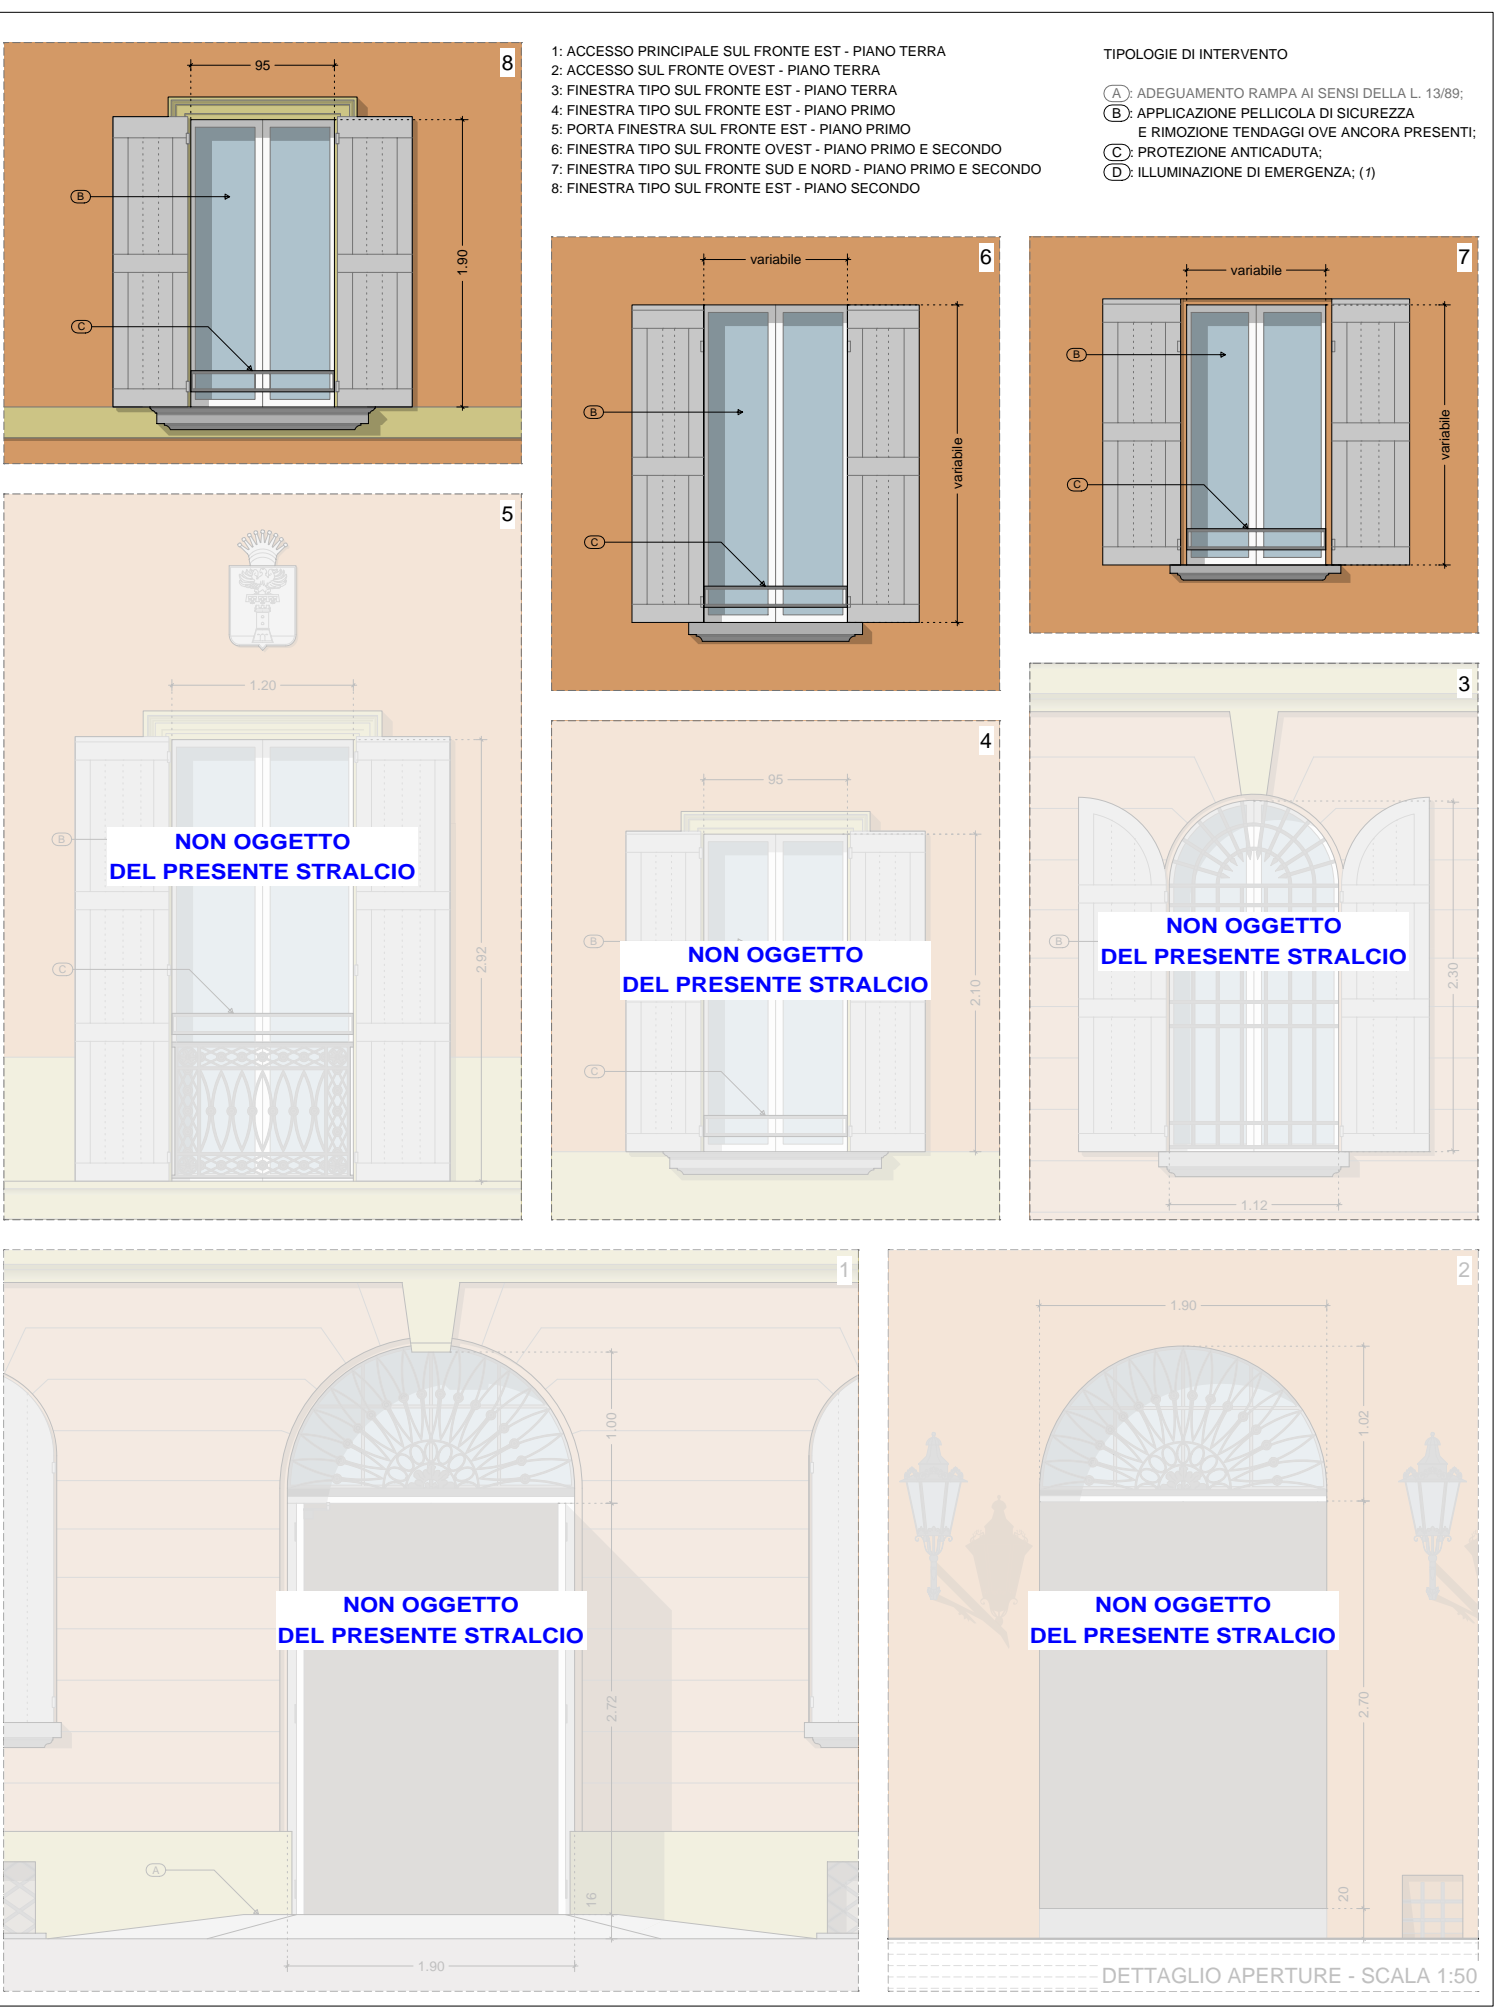 1: ACCESSO PRINCIPALE SUL FRONTE EST - PIANO TERRA
2: ACCESSO SUL FRONTE OVEST - PIANO TERRA
3: FINESTRA TIPO SUL FRONTE EST - PIANO TERRA
4: FINESTRA TIPO SUL FRONTE EST - PIANO PRIMO
5: PORTA FINESTRA SUL FRONTE EST - PIANO PRIMO
6: FINESTRA TIPO SUL FRONTE OVEST - PIANO PRIMO E SECONDO
7: FINESTRA TIPO SUL FRONTE SUD E NORD - PIANO PRIMO E SECONDO
8: FINESTRA TIPO SUL FRONTE EST - PIANO SECONDO
TIPOLOGIE DI INTERVENTO
A: ADEGUAMENTO RAMPA AI SENSI DELLA L. 13/89;
B: APPLICAZIONE PELLICOLA DI SICUREZZA
E RIMOZIONE TENDAGGI OVE ANCORA PRESENTI;
C: PROTEZIONE ANTICADUTA;
D: ILLUMINAZIONE DI EMERGENZA; (1)
8
95
B
1.90
C
6
variabile
B
variabile
C
7
variabile
B
variabile
C
5
1.20
B
NON OGGETTO
DEL PRESENTE STRALCIO
2.92
C
4
95
B
NON OGGETTO
DEL PRESENTE STRALCIO
2.10
C
3
B
NON OGGETTO
DEL PRESENTE STRALCIO
2.30
1.12
1
1.00
NON OGGETTO
DEL PRESENTE STRALCIO
2.72
A
16
1.90
2
1.90
1.02
NON OGGETTO
DEL PRESENTE STRALCIO
2.70
20
DETTAGLIO APERTURE - SCALA 1:50